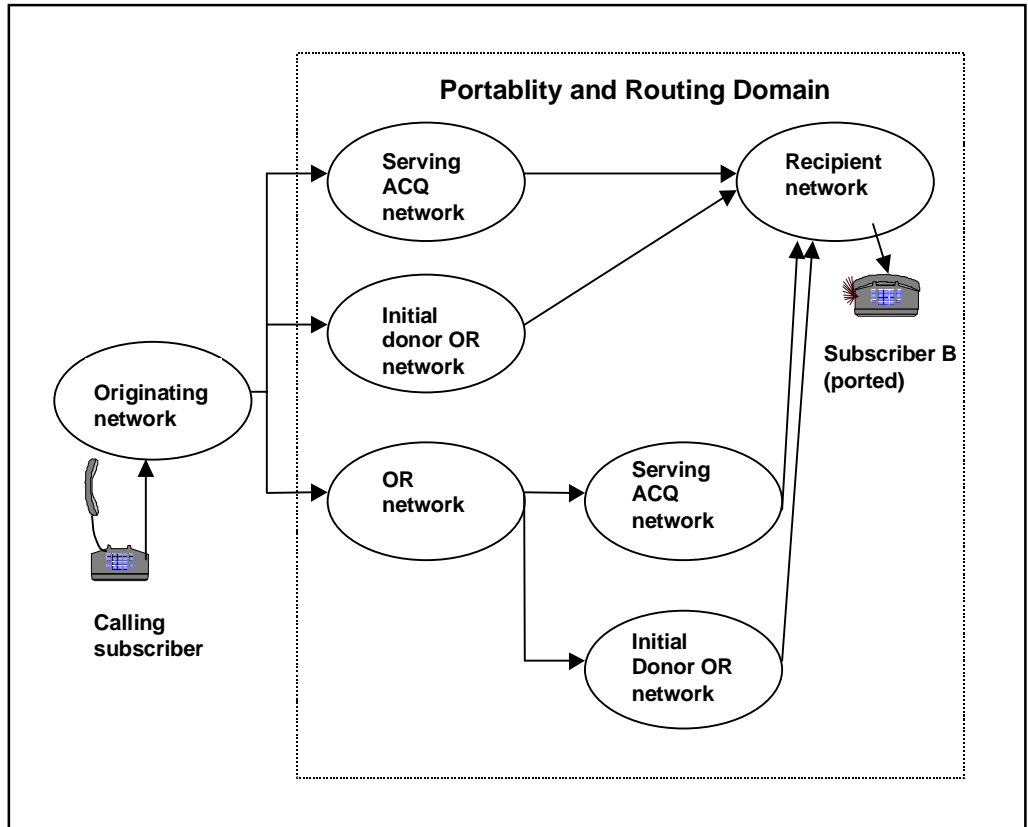 Portablity and Routing Domain
Serving
ACQ
network
Recipient
network
Initial
donor OR
network
Subscriber B
(ported)
Originating
network
OR
network
Serving
ACQ
network
Calling
subscriber
Initial
Donor OR
network